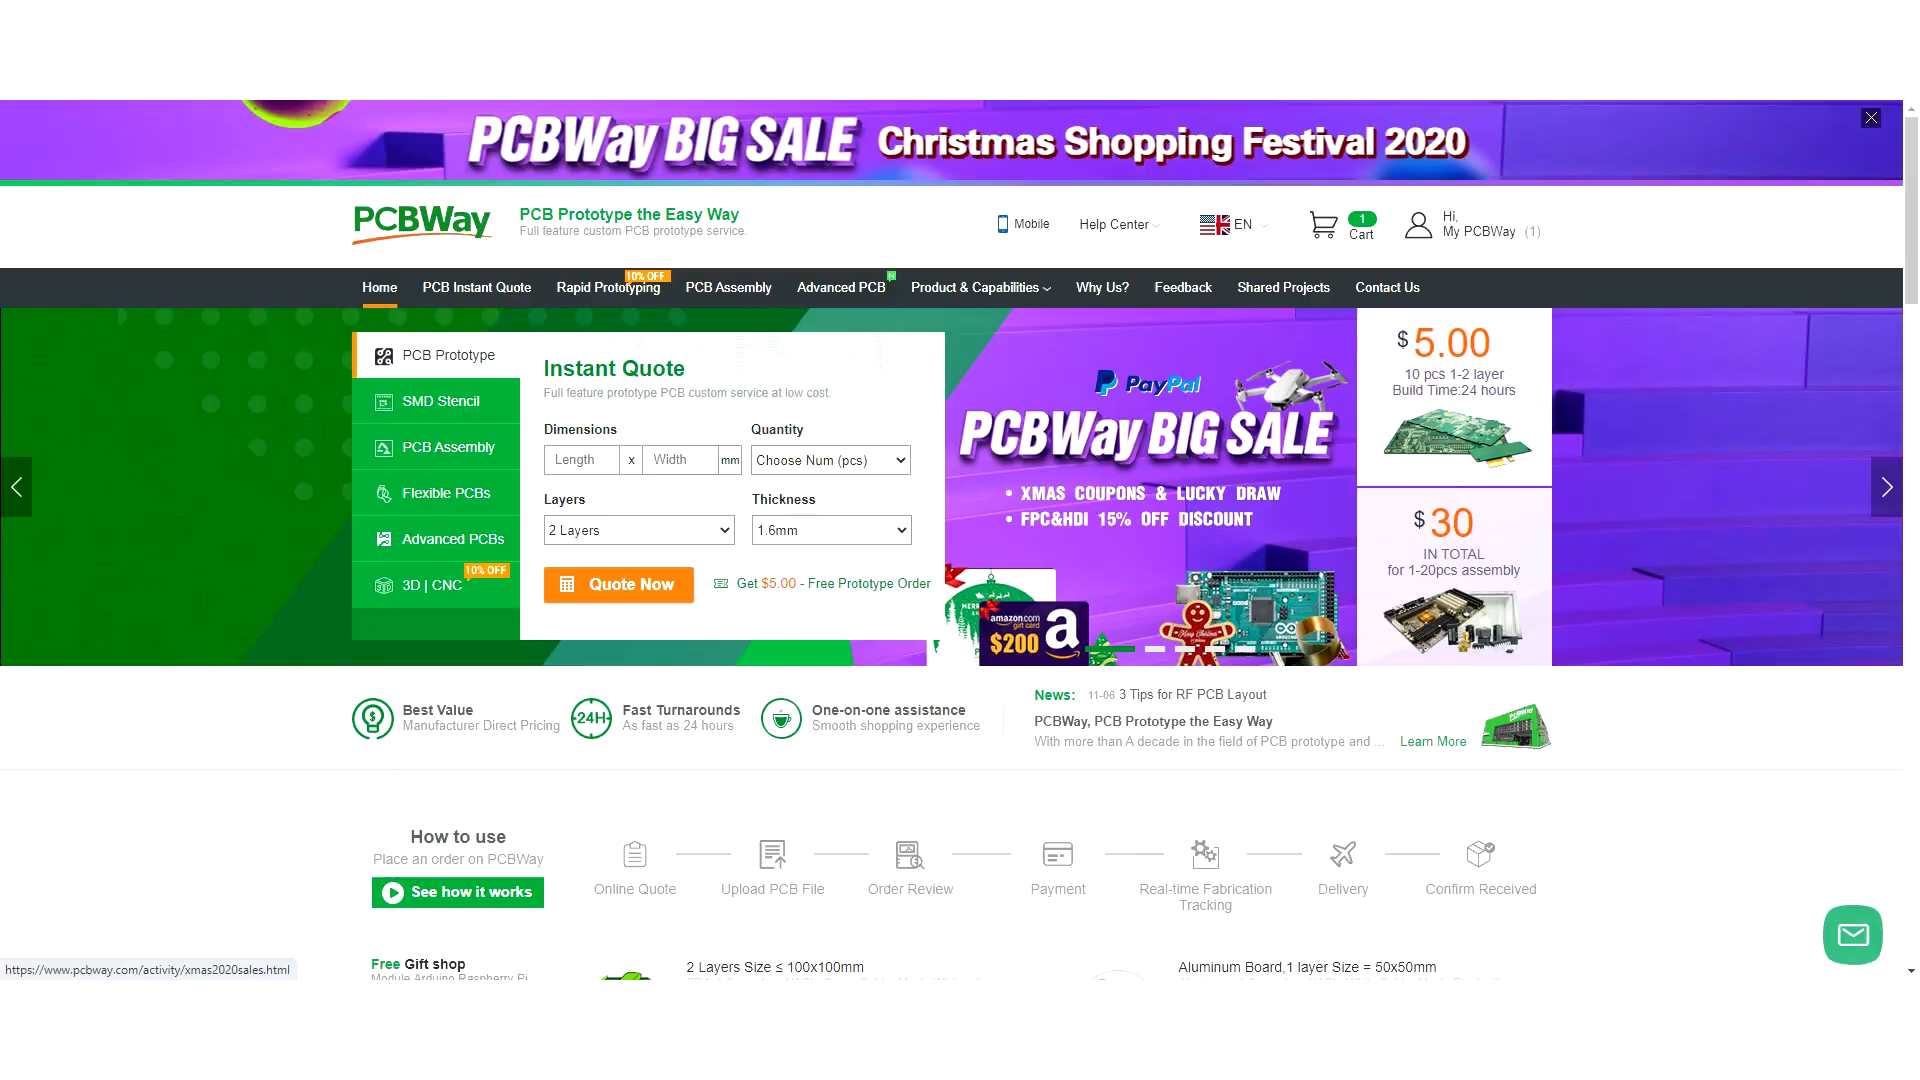 PCBWay BIG SALE Christmas Shopping Festival 2020
PCBWay
PCB Prototype the Easy Way
Full feature custom PCB prototype service.
Mobile
Help Center
EN
1
Cart
Hi,
My PCBWay (1)
10% OFF
N
Home PCB Instant Quote Rapid Prototyping PCB Assembly Advanced PCB Product & Capabilities Why Us? Feedback Shared Projects Contact Us
PCB Prototype
SMD Stencil
PCB Assembly
Flexible PCBs
Advanced PCBs
10% OFF
3D | CNC
Instant Quote
Full feature prototype PCB custom service at low cost.
Dimensions Quantity
Length x Width mm Choose Num (pcs)
Layers Thickness
2 Layers 1.6mm
Quote Now Get $5.00 - Free Prototype Order
PayPal
PCBWay BIG SALE
• XMAS COUPONS & LUCKY DRAW
• FPC&HDI 15% OFF DISCOUNT
amazon.com
gift card
$200
a
$ 5.00
10 pcs 1-2 layer
Build Time:24 hours
$ 30
IN TOTAL
for 1-20pcs assembly
Best Value
Manufacturer Direct Pricing
24H
Fast Turnarounds
As fast as 24 hours
One-on-one assistance
Smooth shopping experience
News: 11-06 3 Tips for RF PCB Layout
PCBWay, PCB Prototype the Easy Way
With more than A decade in the field of PCB prototype and ... Learn More
How to use
Place an order on PCBWay
See how it works
Online Quote
Upload PCB File
Order Review
Payment
Real-time Fabrication
Tracking
Delivery
Confirm Received
Free Gift shop
Module Arduino Raspberry Pi
2 Layers Size ≤ 100x100mm
Aluminum Board,1 layer Size = 50x50mm
https://www.pcbway.com/activity/xmas2020sales.html